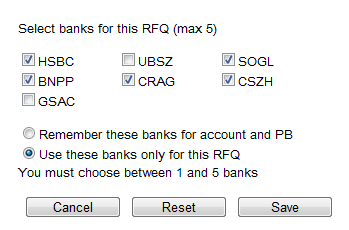 Select banks for this RFQ (max 5)
HSBC UBSZ SOGL
BNPP CRAG CSZH
GSAC
Remember these banks for account and PB
Use these banks only for this RFQ
You must choose between 1 and 5 banks
Cancel Reset Save